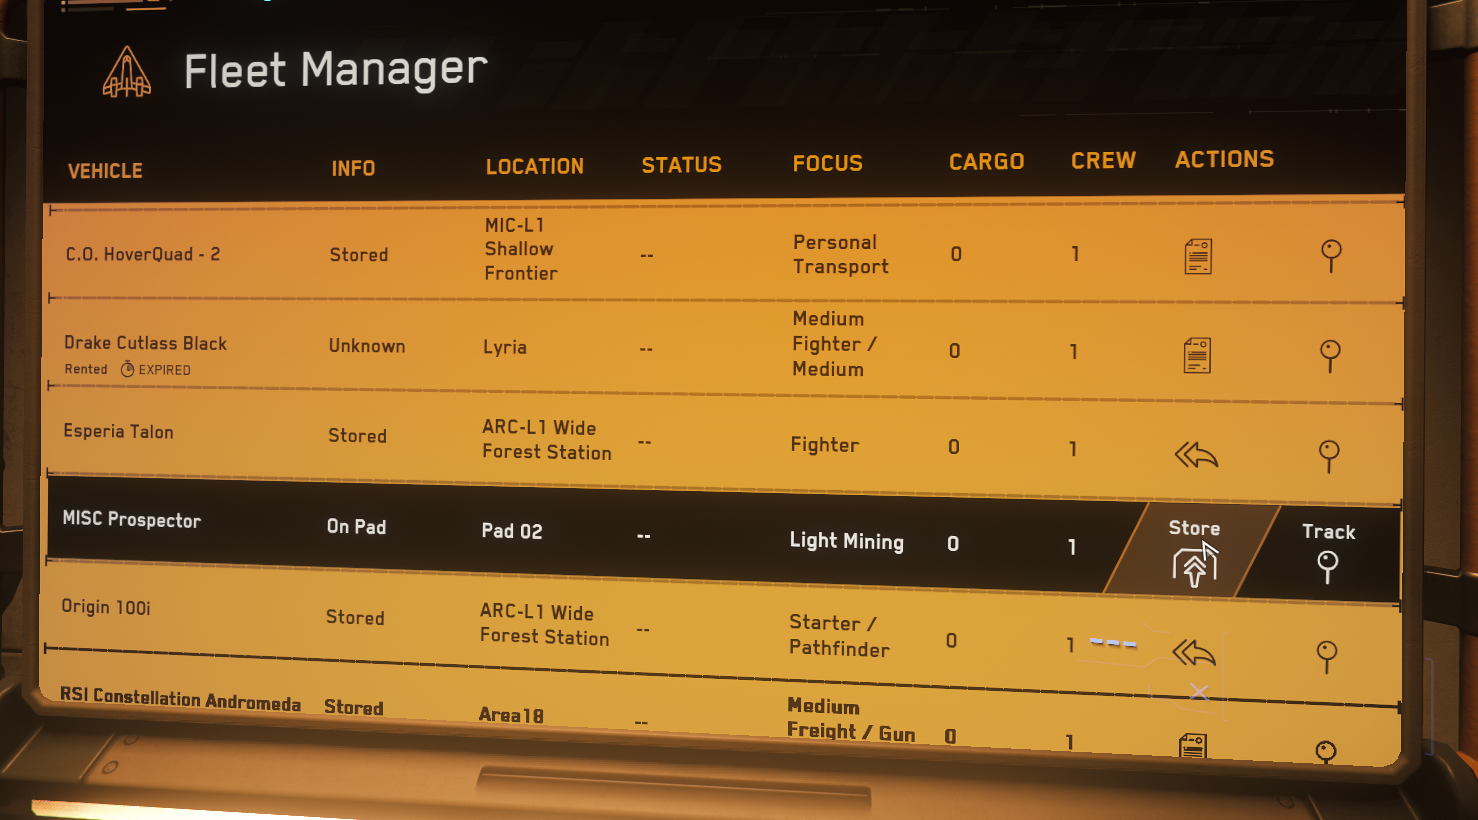 Fleet Manager
VEHICLE INFO LOCATION STATUS FOCUS CARGO CREW ACTIONS
C.O. HoverQuad - 2 Stored MIC-L1 Shallow Frontier -- Personal Transport 0 1
Drake Cutlass Black Unknown Lyria -- Medium Fighter / Medium 0 1
Rented EXPIRED
Esperia Talon Stored ARC-L1 Wide Forest Station -- Fighter 0 1
MISC Prospector On Pad Pad 02 -- Light Mining 0 1 Store Track
Origin 100i Stored ARC-L1 Wide Forest Station -- Starter / Pathfinder 0 1
RSI Constellation Andromeda Stored Area18 -- Medium Freight / Gun 0 1